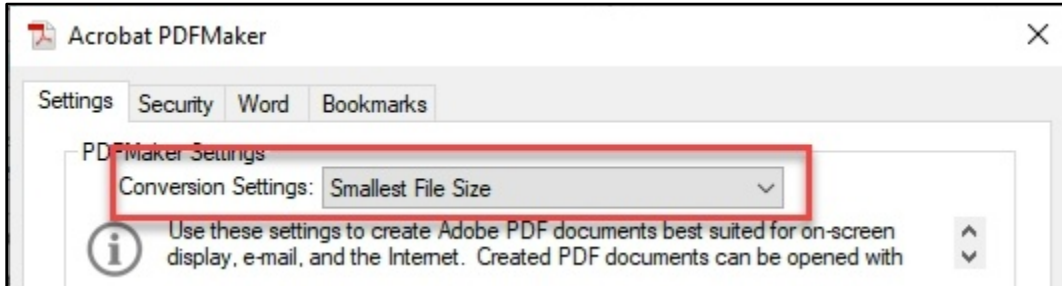 Acrobat PDFMaker
Settings Security Word Bookmarks
PDFMaker Settings
Conversion Settings: Smallest File Size
Use these settings to create Adobe PDF documents best suited for on-screen
display, e-mail, and the Internet. Created PDF documents can be opened with